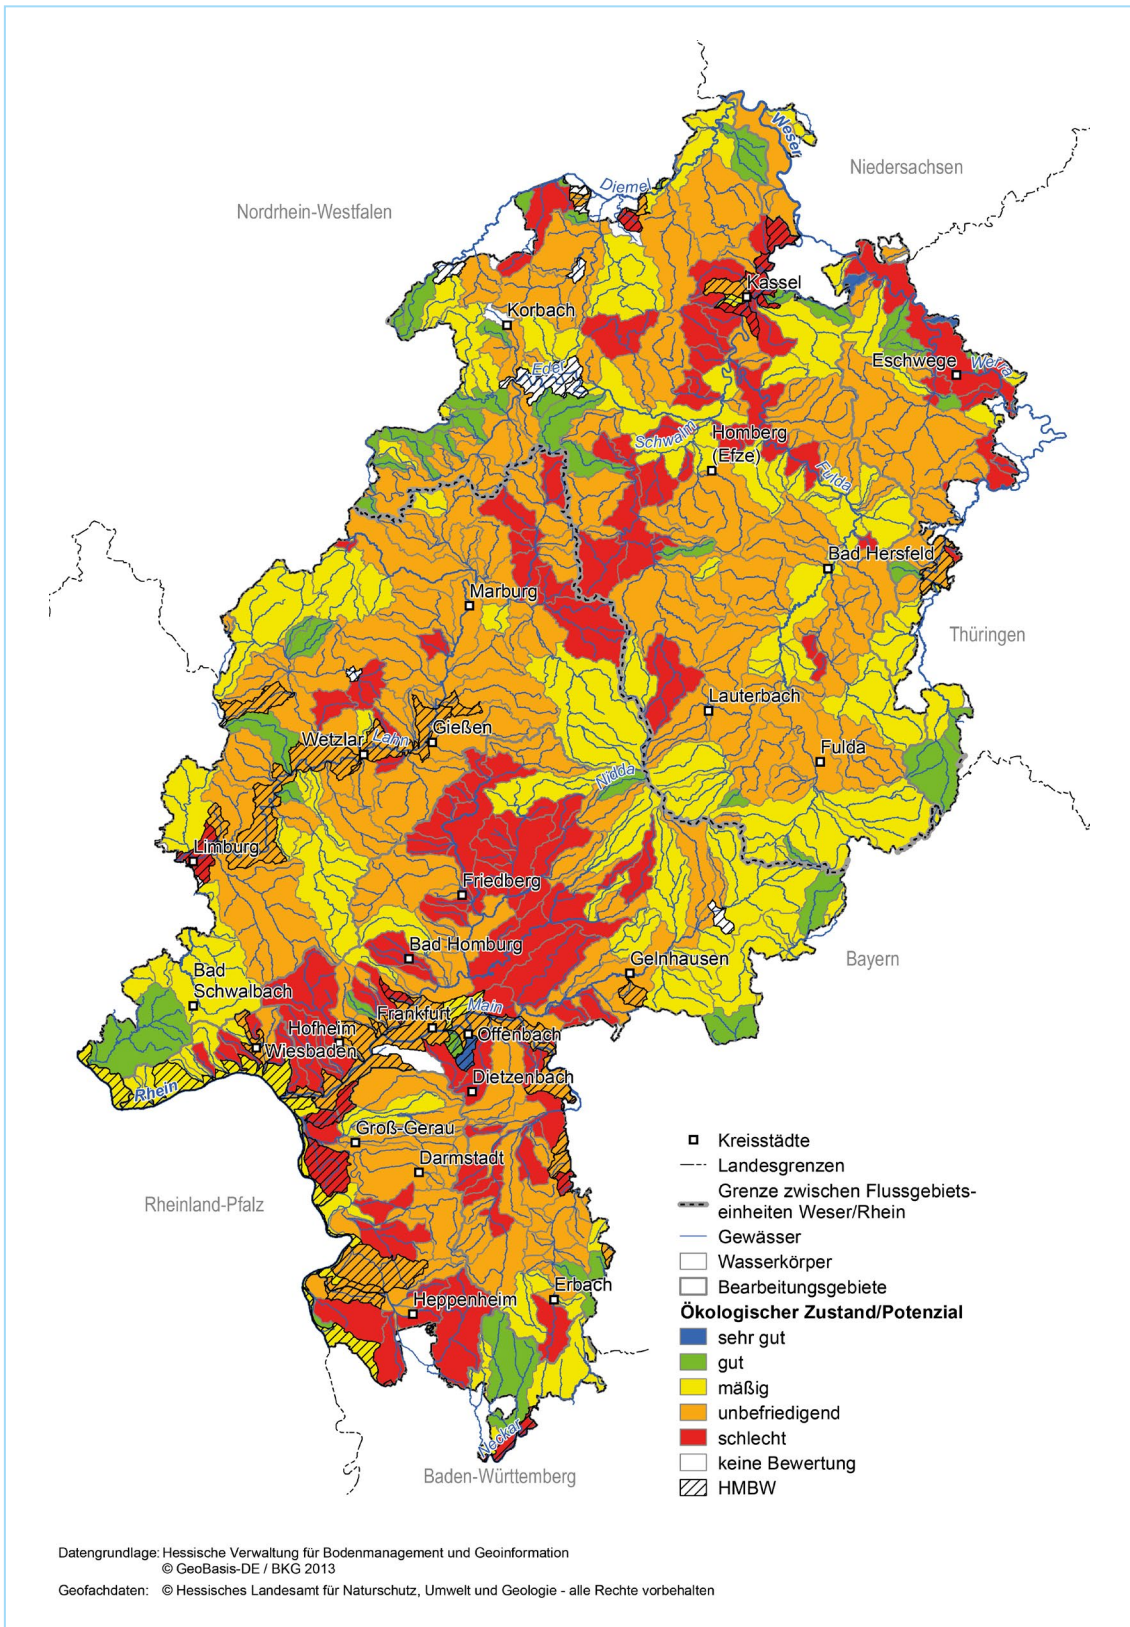 Weser
Niedersachsen
Diemel
Nordrhein-Westfalen
Kassel
Korbach
Eschwege
Werra
Eder
Schwalm
Homberg
(Efze)
Fulda
Bad Hersfeld
Marburg
Thüringen
Lauterbach
Gießen
Wetzlar
Lahn
Fulda
Nidda
Limburg
Friedberg
Bad Homburg
Gelnhausen
Bayern
Bad
Schwalbach
Main
Frankfurt
Hofheim
Offenbach
Wiesbaden
Dietzenbach
Rhein
Groß-Gerau
Darmstadt
Rheinland-Pfalz
Erbach
Heppenheim
Neckar
Baden-Württemberg
Kreisstädte
Landesgrenzen
Grenze zwischen Flussgebiets-
einheiten Weser/Rhein
Gewässer
Wasserkörper
Bearbeitungsgebiete
Ökologischer Zustand/Potenzial
sehr gut
gut
mäßig
unbefriedigend
schlecht
keine Bewertung
HMBW
Datengrundlage: Hessische Verwaltung für Bodenmanagement und Geoinformation
© GeoBasis-DE / BKG 2013
Geofachdaten: © Hessisches Landesamt für Naturschutz, Umwelt und Geologie - alle Rechte vorbehalten